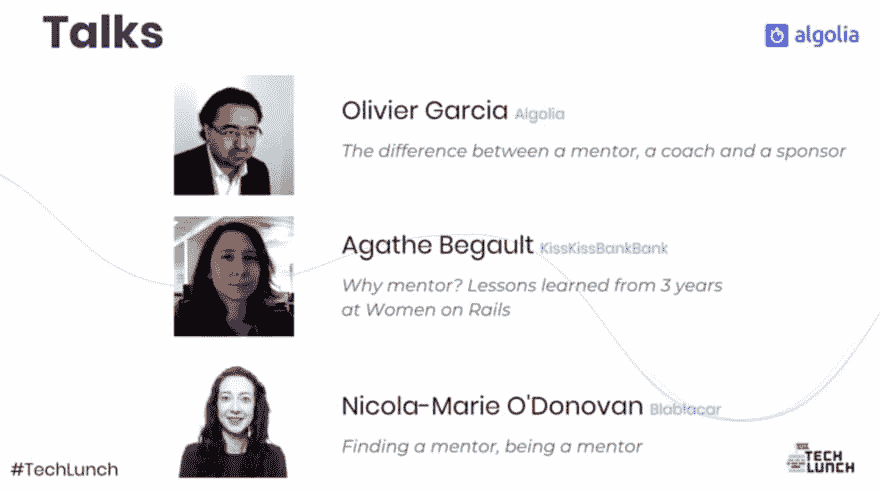 Talks
algolia
Olivier Garcia Algolia
The difference between a mentor, a coach and a sponsor
Agathe Begault KissKissBankBank
Why mentor? Lessons learned from 3 years
at Women on Rails
Nicola-Marie O'Donovan Blablacar
Finding a mentor, being a mentor
#TechLunch
TECH
LUNCH